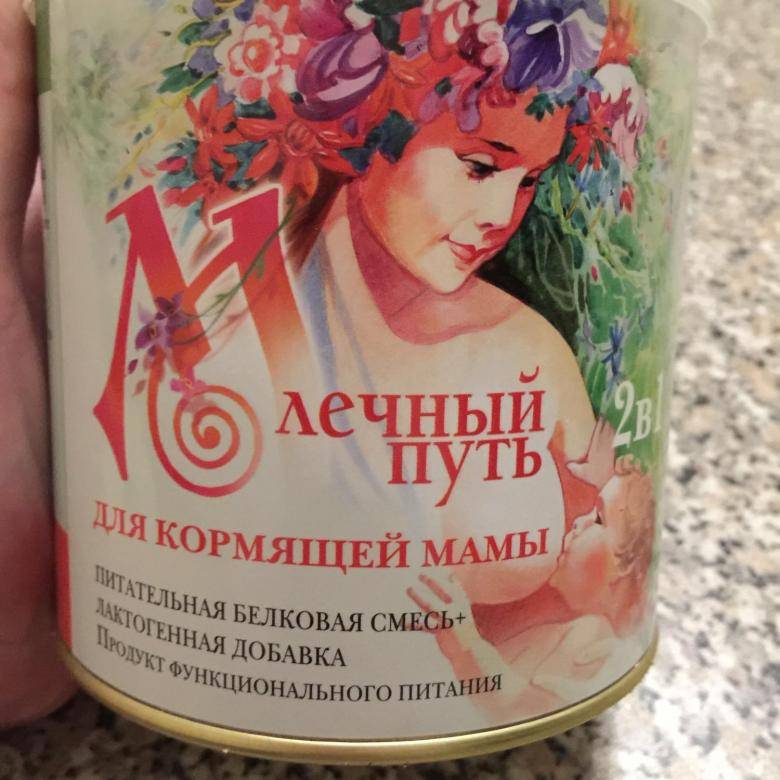 Млечный
путь
2в1
ДЛЯ КОРМЯЩЕЙ МАМЫ
ПИТАТЕЛЬНАЯ БЕЛКОВАЯ СМЕСЬ+
ЛАКТОГЕННАЯ ДОБАВКА
ПРОДУКТ ФУНКЦИОНАЛЬНОГО ПИТАНИЯ